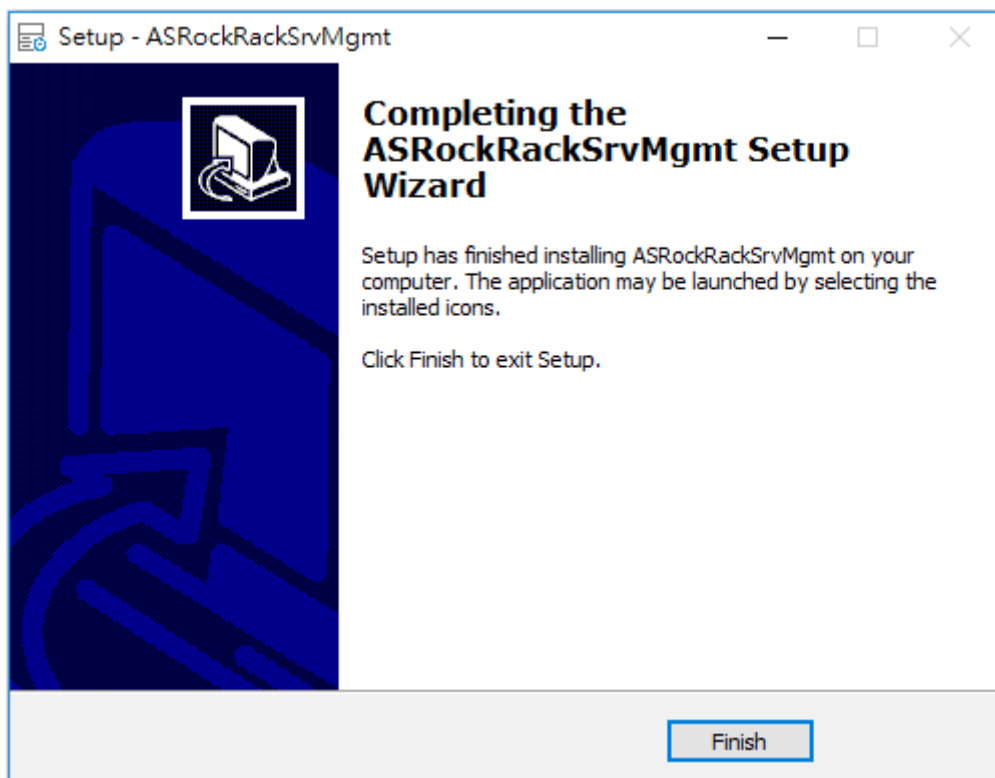 Setup - ASRockRackSrvMgmt
Completing the
ASRockRackSrvMgmt Setup
Wizard
Setup has finished installing ASRockRackSrvMgmt on your
computer. The application may be launched by selecting the
installed icons.
Click Finish to exit Setup.
Finish